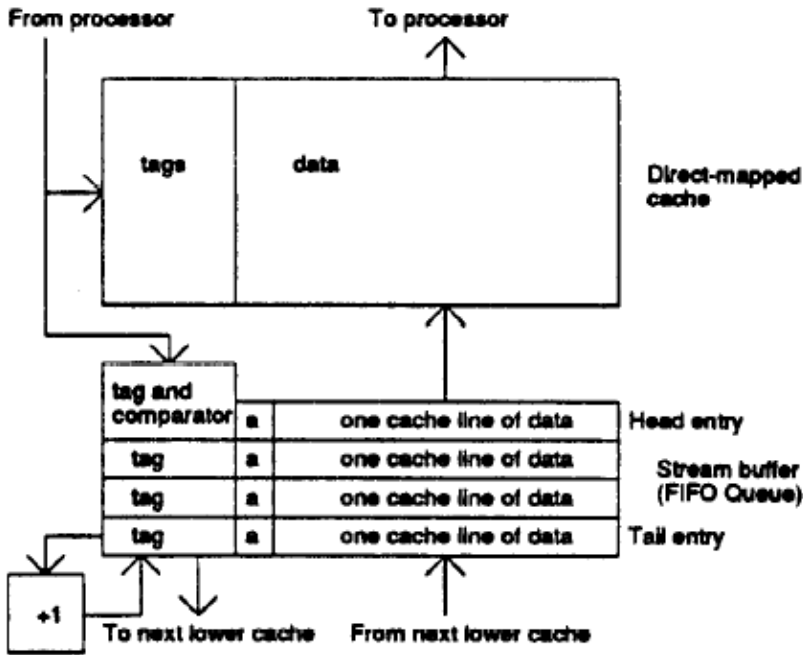 From processor
To processor
tags
data
Direct-mapped
cache
tag and
comparator
a
one cache line of data
Head entry
tag
a
one cache line of data
Stream buffer
(FIFO Queue)
tag
a
one cache line of data
tag
a
one cache line of data
Tail entry
+1
To next lower cache
From next lower cache